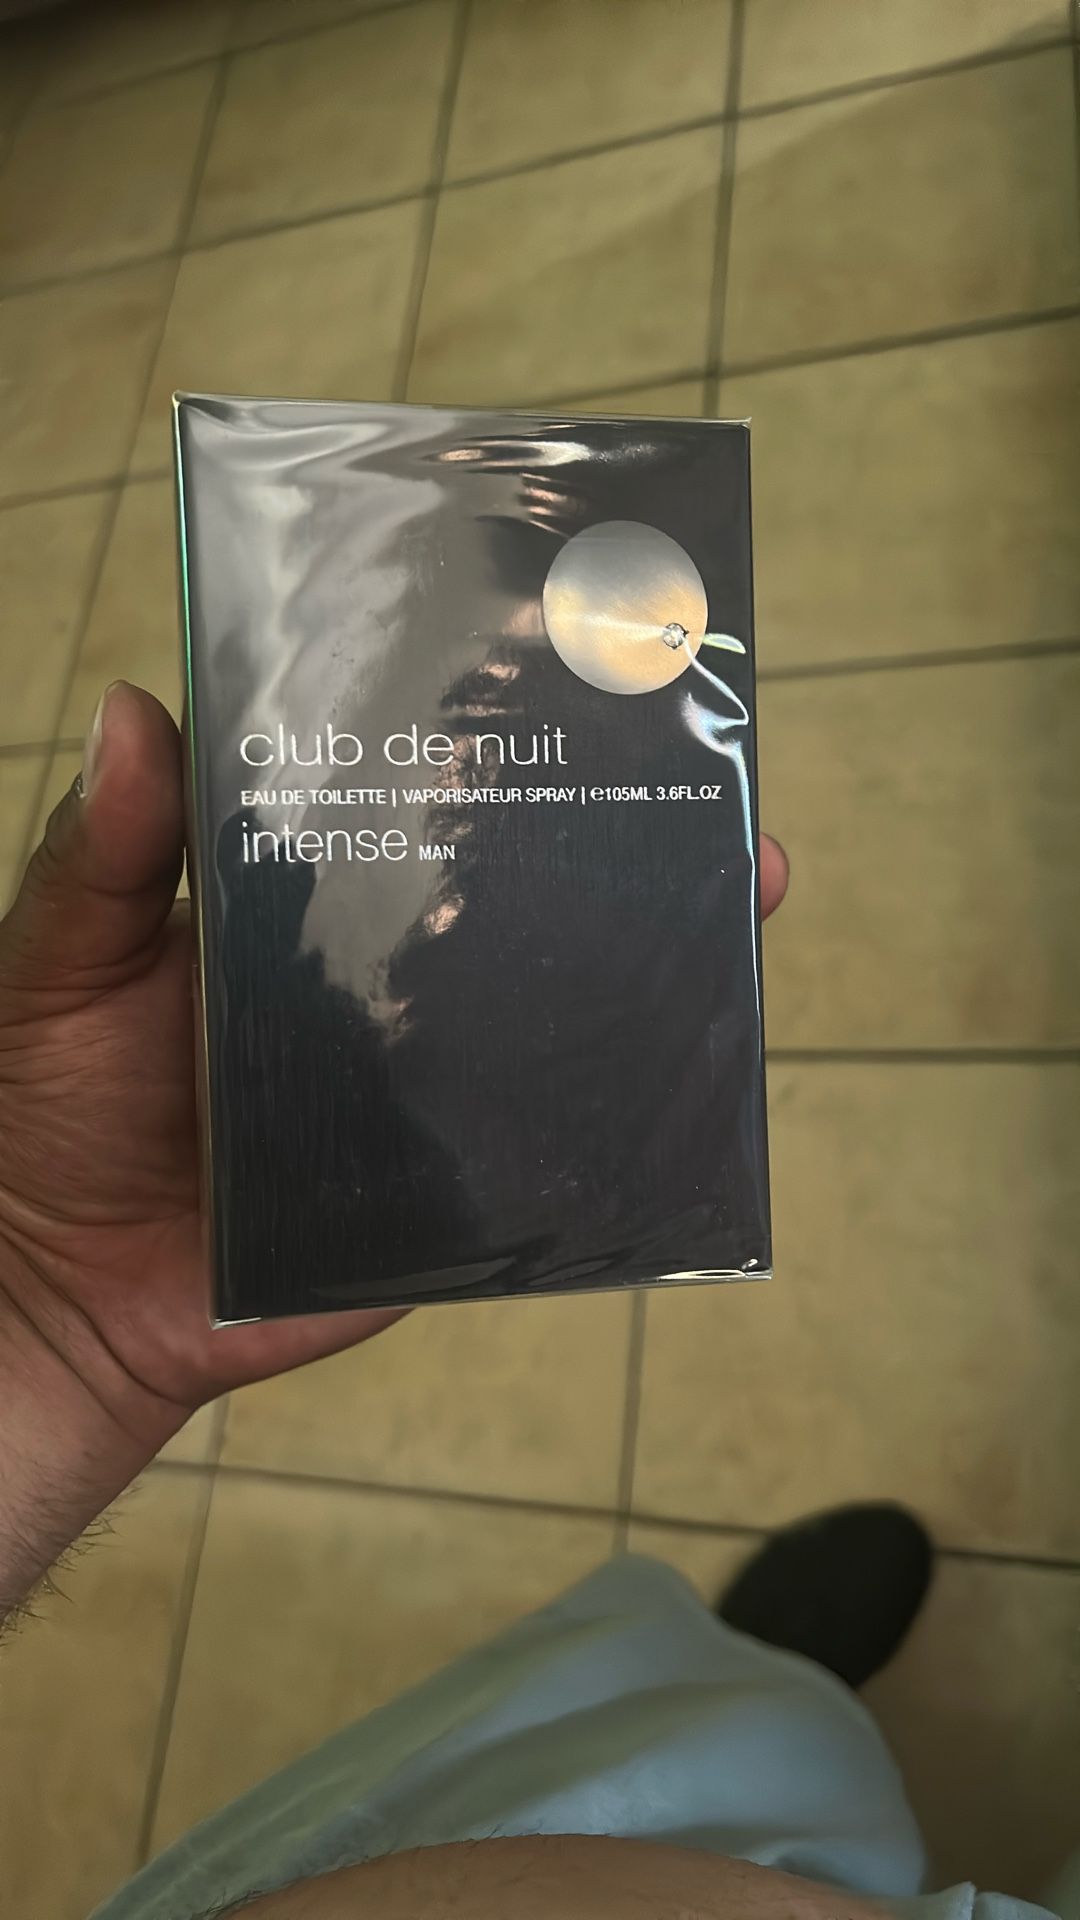 club de nuit
EAU DE TOILETTE | VAPORISATEUR SPRAY | ℮105ML 3.6FL.OZ
intense MAN